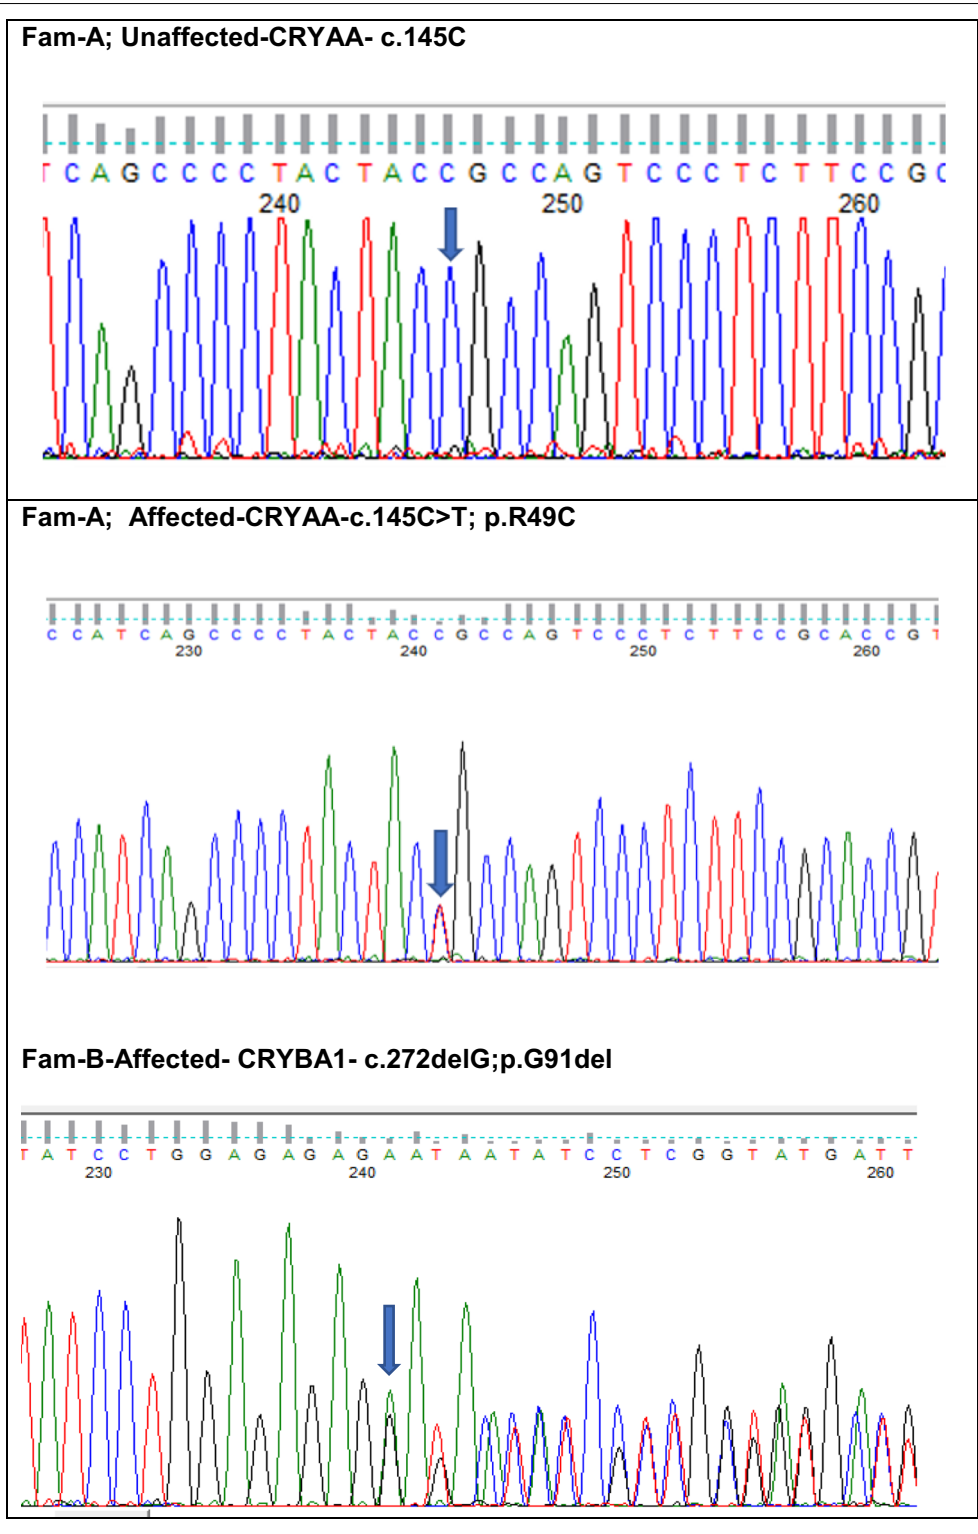 Fam-A; Unaffected-CRYAA- c.145C
T C A G C C C C T A C T A C C G C C A G T C C C T C T T C C G C
240 250 260
Fam-A; Affected-CRYAA-c.145C>T; p.R49C
C C A T C A G C C C C T A C T A C C G C C A G T C C C T C T T C C G C A C C G T
230 240 250 260
Fam-B-Affected- CRYBA1- c.272delG;p.G91del
T A T C C T G G A G A G A G A A T A A T A T C C T C G G T A T G A T T
230 240 250 260